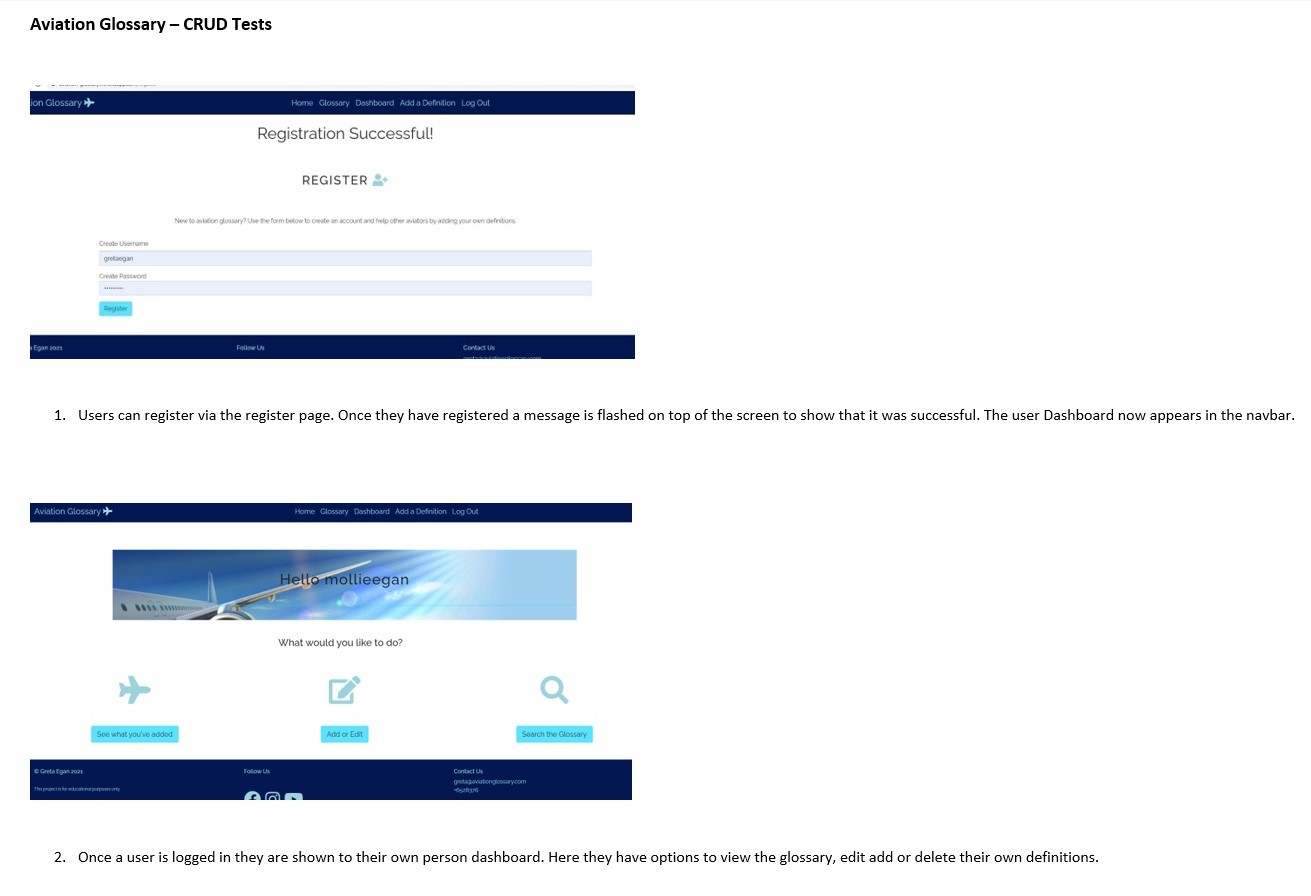 Aviation Glossary – CRUD Tests
ion Glossary
Home Glossary Dashboard Add a Definition Log Out
Registration Successful!
REGISTER
New to aviation glossary? Use the form below to create an account and help other aviators by adding your own definitions.
Create Username
gretaegan
Create Password
Register
Egan 2021
Follow Us
Contact Us
1. Users can register via the register page. Once they have registered a message is flashed on top of the screen to show that it was successful. The user Dashboard now appears in the navbar.
Aviation Glossary
Home Glossary Dashboard Add a Definition Log Out
Hello mollieegan
What would you like to do?
See what you've added
Add or Edit
Search the Glossary
© Greta Egan 2021
Follow Us
Contact Us
This project is for educational purposes only
greta@aviationglossary.com
2. Once a user is logged in they are shown to their own person dashboard. Here they have options to view the glossary, edit add or delete their own definitions.